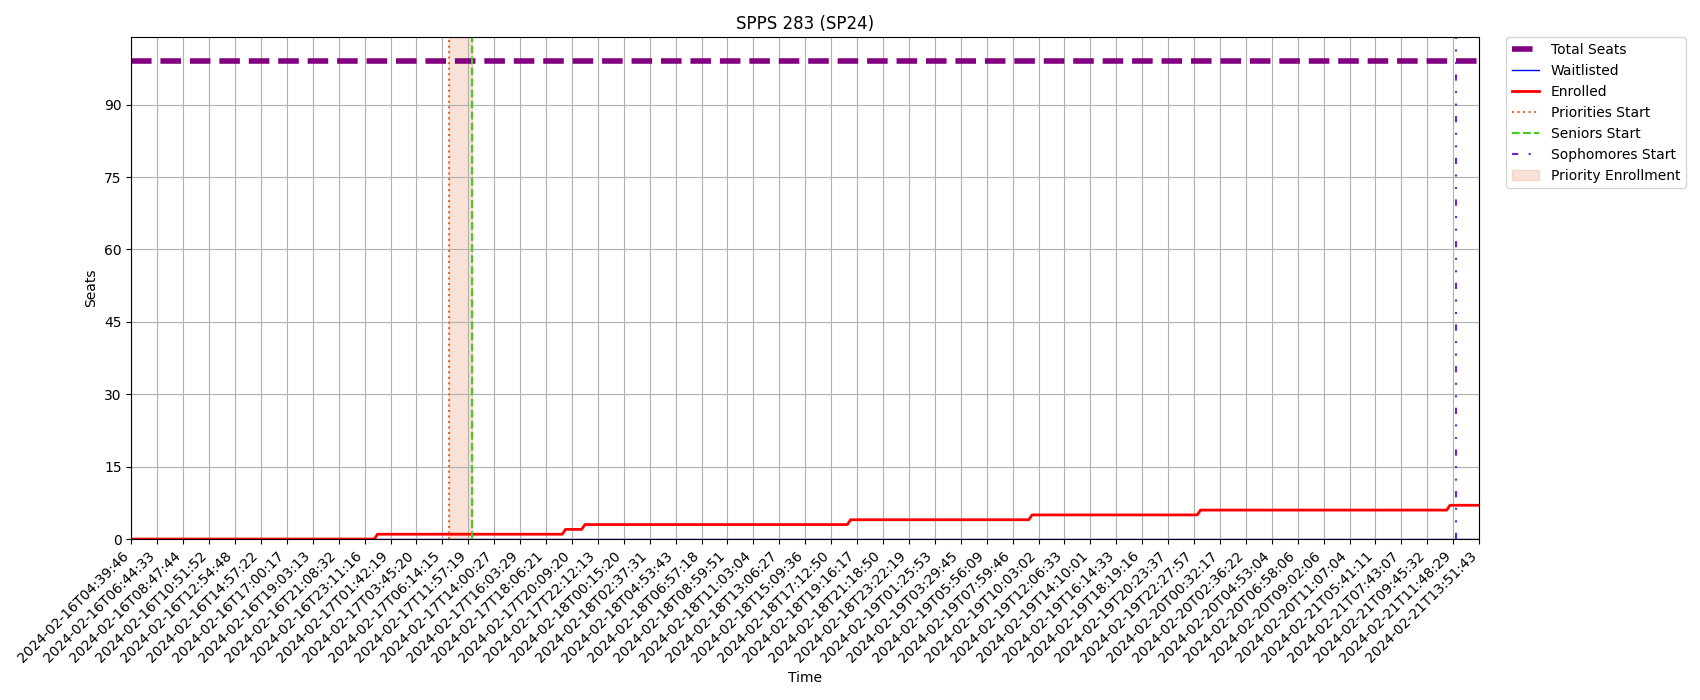 SPPS 283 (SP24)
Total Seats
Waitlisted
Enrolled
Priorities Start
Seniors Start
Sophomores Start
Priority Enrollment
Seats
90
75
60
45
30
15
0
2024-02-16T04:39:46
2024-02-16T06:44:33
2024-02-16T08:47:44
2024-02-16T10:51:52
2024-02-16T12:54:48
2024-02-16T14:57:22
2024-02-16T17:00:17
2024-02-16T19:03:13
2024-02-16T21:08:32
2024-02-16T23:11:16
2024-02-17T01:42:19
2024-02-17T03:45:20
2024-02-17T06:14:15
2024-02-17T11:57:19
2024-02-17T14:00:27
2024-02-17T16:03:29
2024-02-17T18:06:21
2024-02-17T20:09:20
2024-02-17T22:12:13
2024-02-18T00:15:20
2024-02-18T02:37:31
2024-02-18T04:53:43
2024-02-18T06:57:18
2024-02-18T08:59:51
2024-02-18T11:03:04
2024-02-18T13:06:27
2024-02-18T15:09:36
2024-02-18T17:12:50
2024-02-18T19:16:17
2024-02-18T21:18:50
2024-02-18T23:22:19
2024-02-19T01:25:53
2024-02-19T03:29:45
2024-02-19T05:56:09
2024-02-19T07:59:46
2024-02-19T10:03:02
2024-02-19T12:06:33
2024-02-19T14:10:01
2024-02-19T16:14:33
2024-02-19T18:19:16
2024-02-19T20:23:37
2024-02-19T22:27:57
2024-02-20T00:32:17
2024-02-20T02:36:22
2024-02-20T04:53:04
2024-02-20T06:58:06
2024-02-20T09:02:06
2024-02-20T11:07:04
2024-02-21T05:41:11
2024-02-21T07:43:07
2024-02-21T09:45:32
2024-02-21T11:48:29
2024-02-21T13:51:43
Time